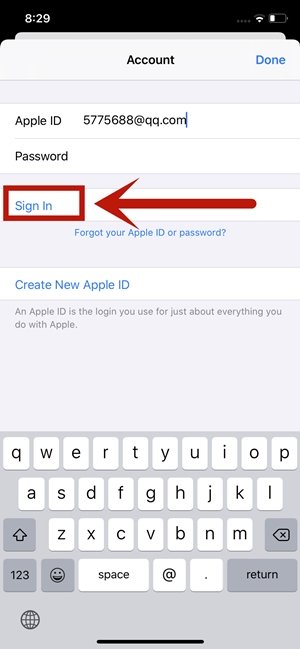 8:29
Account
Done
Apple ID 5775688@qq.com
Password
Sign In
Forgot your Apple ID or password?
Create New Apple ID
An Apple ID is the login you use for just about everything you
do with Apple.
q w e r t y u i o p
a s d f g h j k l
z x c v b n m
123 space @ . return